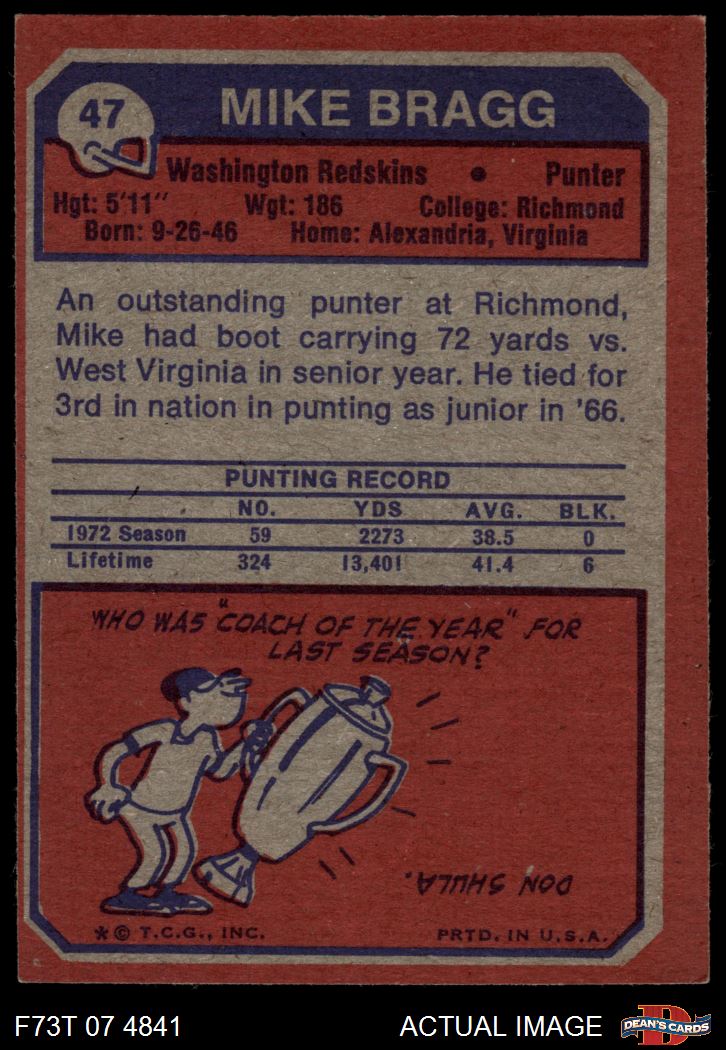 47
MIKE BRAGG
Washington Redskins • Punter
Hgt: 5'11" Wgt: 186 College: Richmond
Born: 9-26-46 Home: Alexandria, Virginia
An outstanding punter at Richmond,
Mike had boot carrying 72 yards vs.
West Virginia in senior year. He tied for
3rd in nation in punting as junior in '66.
PUNTING RECORD
NO. YDS AVG. BLK.
1972 Season 59 2273 38.5 0
Lifetime 324 13,401 41.4 6
WHO WAS "COACH OF THE YEAR" FOR
LAST SEASON?
DON SHULA.
*© T.C.G., INC. PRTD. IN U.S.A.
F73T 07 4841 ACTUAL IMAGE
D
DEAN'S CARDS